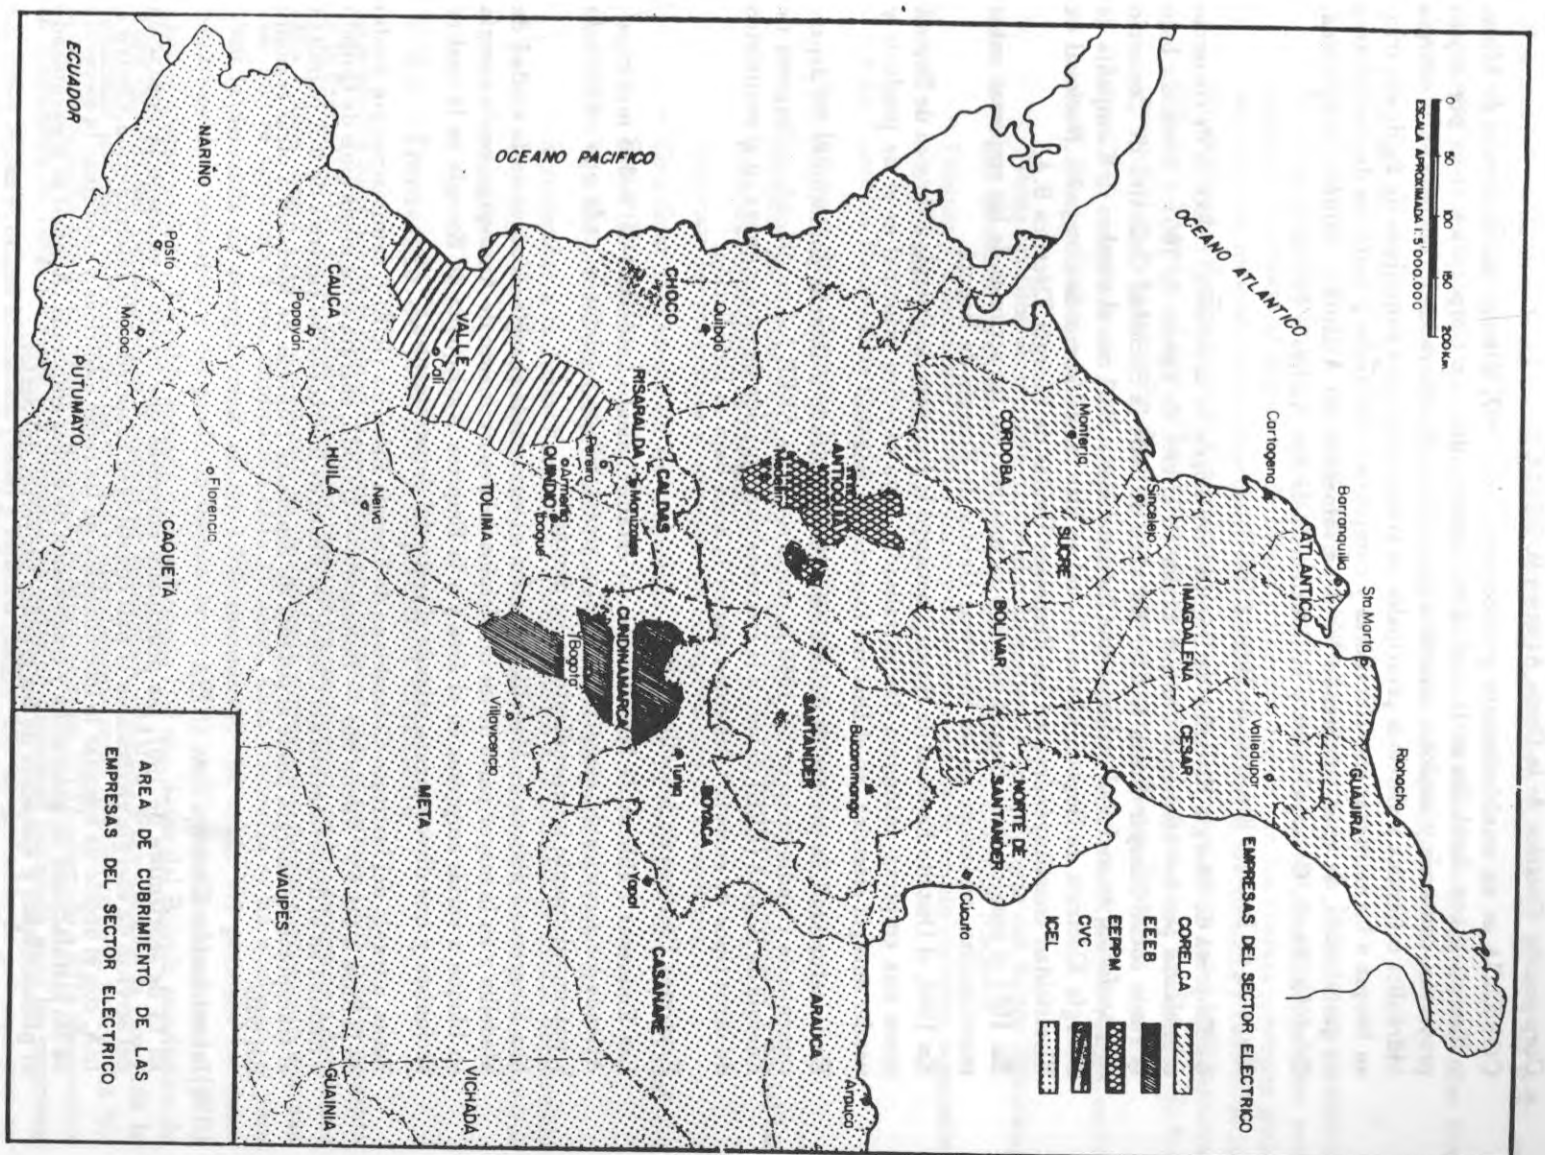 0 50 100 150 200 Km.
ESCALA APROXIMADA 1:5'000.000
OCEANO ATLANTICO
OCEANO PACIFICO
ECUADOR
Riohacha
Sta Marta
Barranquilla
Cartagena
GUAJIRA
ATLANTICO
MAGDALENA
Valledupar
CESAR
Sincelejo
SUCRE
BOLIVAR
Montería
CORDOBA
NORTE DE
SANTANDER
Cúcuta
Bucaramanga
SANTANDER
ANTIOQUIA
Medellín
Arauca
ARAUCA
CHOCO
Quibdo
BOYACA
Tunja
Yopal
CASANARE
CALDAS
Manizales
RISARALDA
Pereira
QUINDIO
Armenia
Ibagué
CUNDINAMARCA
Bogotá
TOLIMA
VALLE
Cali
Villavicencio
META
VICHADA
CAUCA
Popayán
HUILA
Neiva
NARIÑO
Pasto
Mocoa
PUTUMAYO
Florencia
CAQUETA
VAUPES
GUAINIA
EMPRESAS DEL SECTOR ELECTRICO
CORELCA
EEEB
EEPPM
CVC
ICEL
AREA DE CUBRIMIENTO DE LAS
EMPRESAS DEL SECTOR ELECTRICO